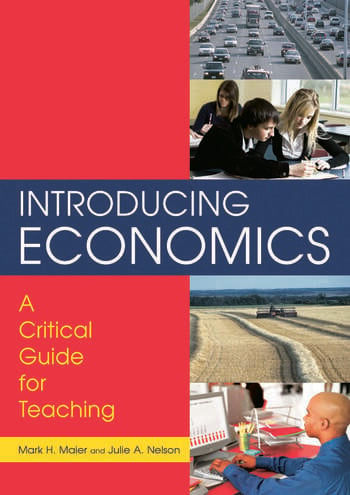 INTRODUCING
ECONOMICS
A
Critical
Guide
for
Teaching
Mark H. Maier and Julie A. Nelson